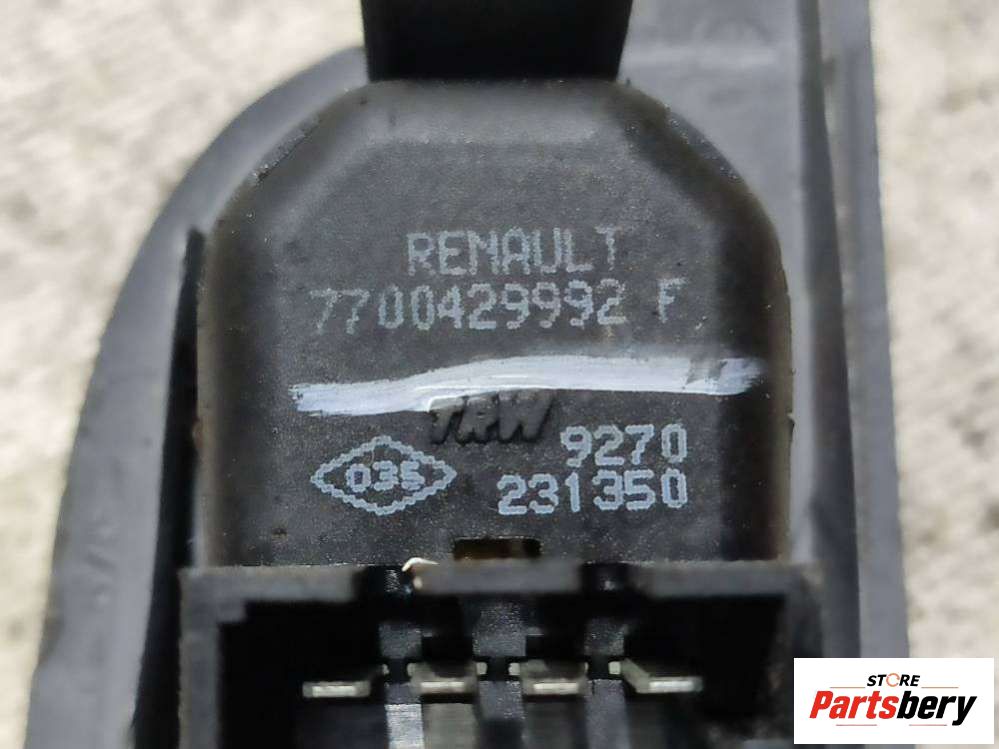 RENAULT
7700429992 F
TRW
035
9270
231350
STORE
Partsbery